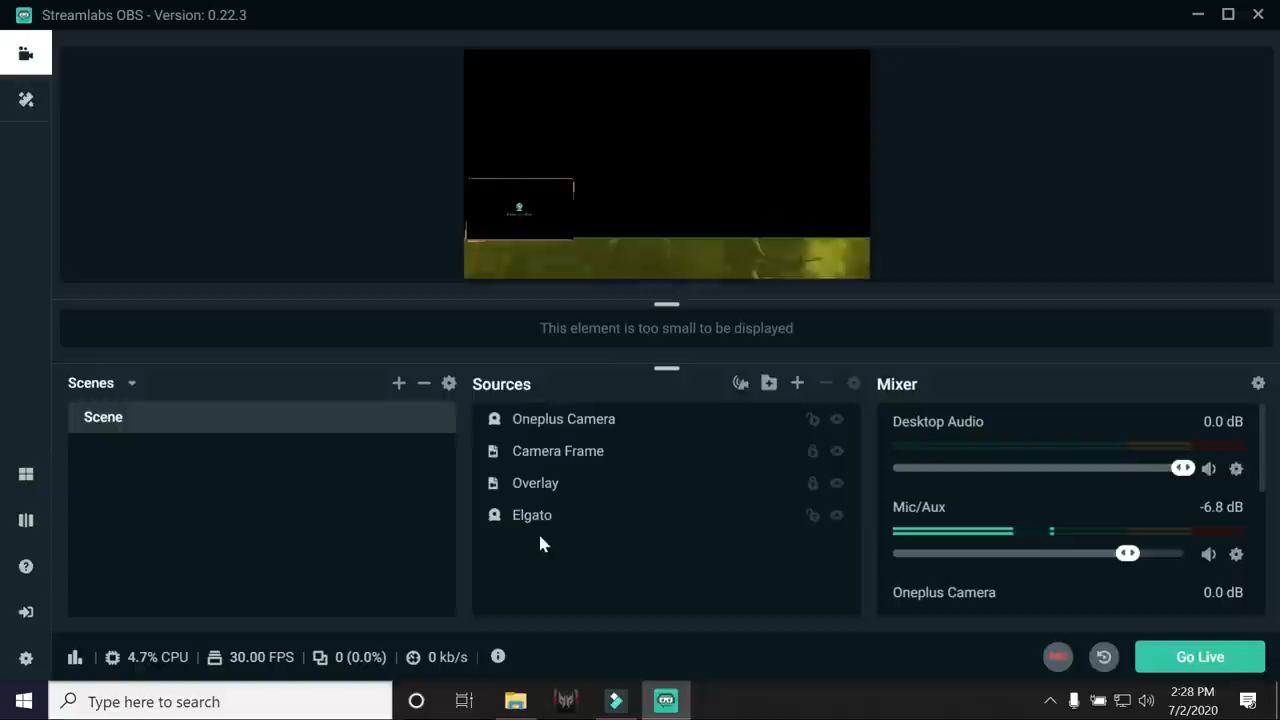 Streamlabs OBS - Version: 0.22.3
This element is too small to be displayed
Scenes
Scene
Sources
Oneplus Camera
Camera Frame
Overlay
Elgato
Mixer
Desktop Audio 0.0 dB
Mic/Aux -6.8 dB
Oneplus Camera 0.0 dB
4.7% CPU
30.00 FPS
0 (0.0%)
0 kb/s
REC
Go Live
Type here to search
2:28 PM
7/2/2020